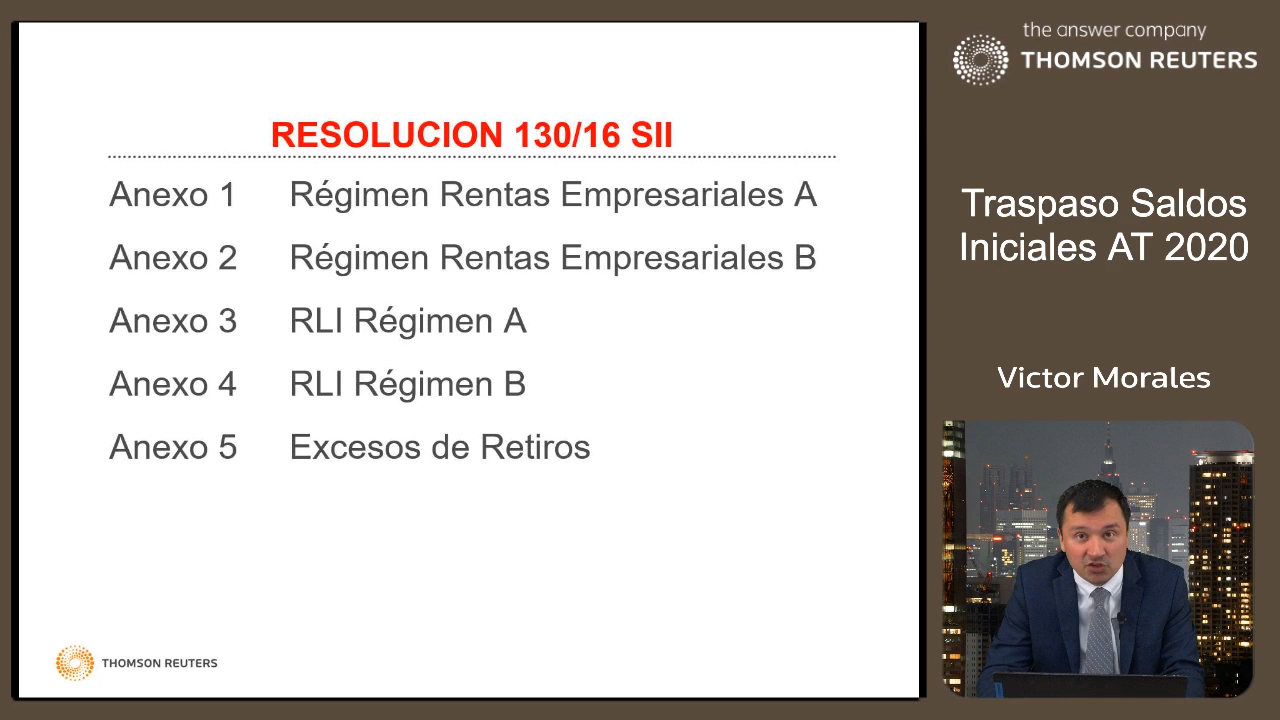 RESOLUCION 130/16 SII
Anexo 1 Régimen Rentas Empresariales A
Anexo 2 Régimen Rentas Empresariales B
Anexo 3 RLI Régimen A
Anexo 4 RLI Régimen B
Anexo 5 Excesos de Retiros
THOMSON REUTERS
the answer company
THOMSON REUTERS
Traspaso Saldos
Iniciales AT 2020
Victor Morales